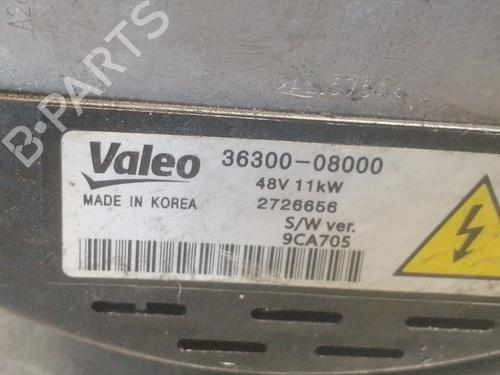 B-PARTS
Valeo 36300-08000
48V 11kW
MADE IN KOREA 2726656
S/W ver.
9CA705